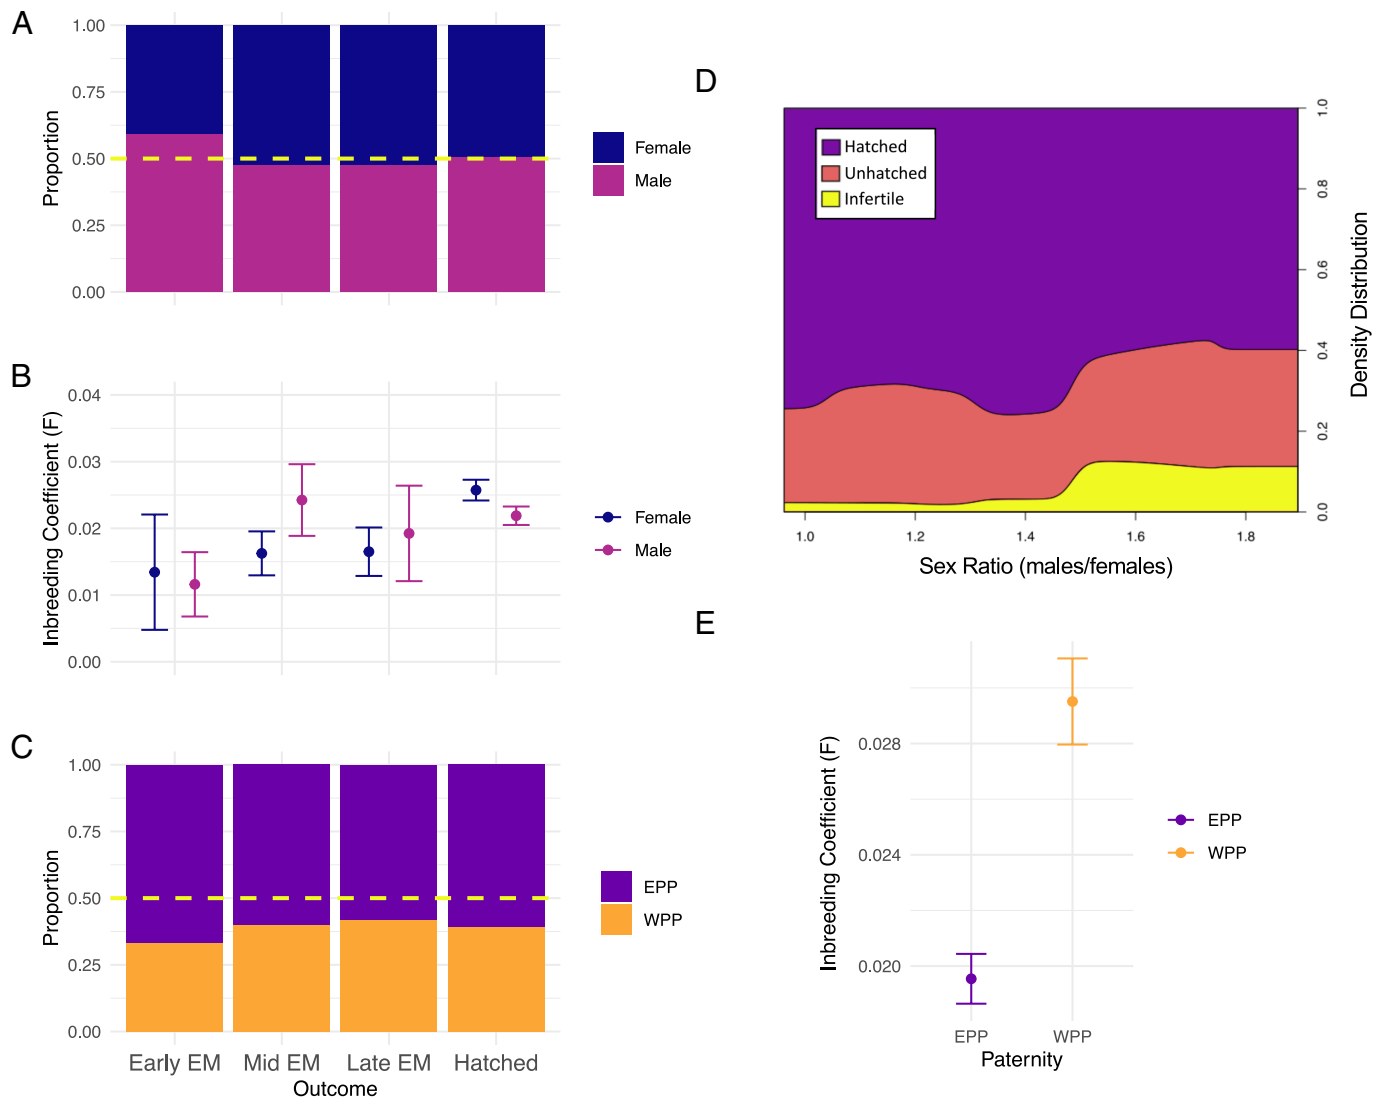 A
1.00
0.75
0.50
0.25
0.00
Proportion
Female
Male
B
0.04
0.03
0.02
0.01
0.00
Inbreeding Coefficient (F)
Female
Male
C
1.00
0.75
0.50
0.25
0.00
Proportion
EPP
WPP
Early EM Mid EM Late EM Hatched
Outcome
D
Hatched
Unhatched
Infertile
1.0
0.8
0.6
0.4
0.2
0.0
Density Distribution
1.0 1.2 1.4 1.6 1.8
Sex Ratio (males/females)
E
0.028
0.024
0.020
Inbreeding Coefficient (F)
EPP WPP
Paternity
EPP
WPP